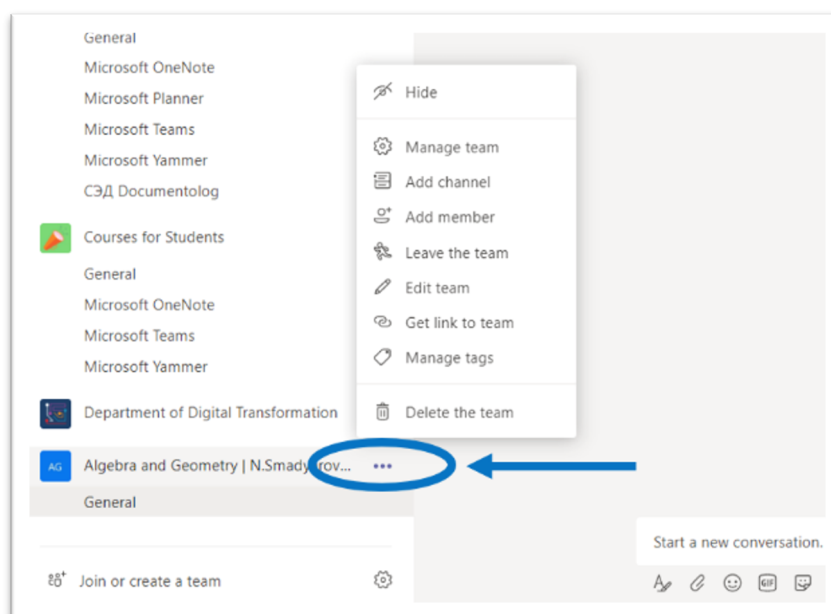 General
Microsoft OneNote
Microsoft Planner
Microsoft Teams
Microsoft Yammer
СЭД Documentolog
Courses for Students
General
Microsoft OneNote
Microsoft Teams
Microsoft Yammer
Department of Digital Transformation
AG
Algebra and Geometry | N.Smady rov...
General
Join or create a team
Hide
Manage team
Add channel
Add member
Leave the team
Edit team
Get link to team
Manage tags
Delete the team
Start a new conversation.
GIF